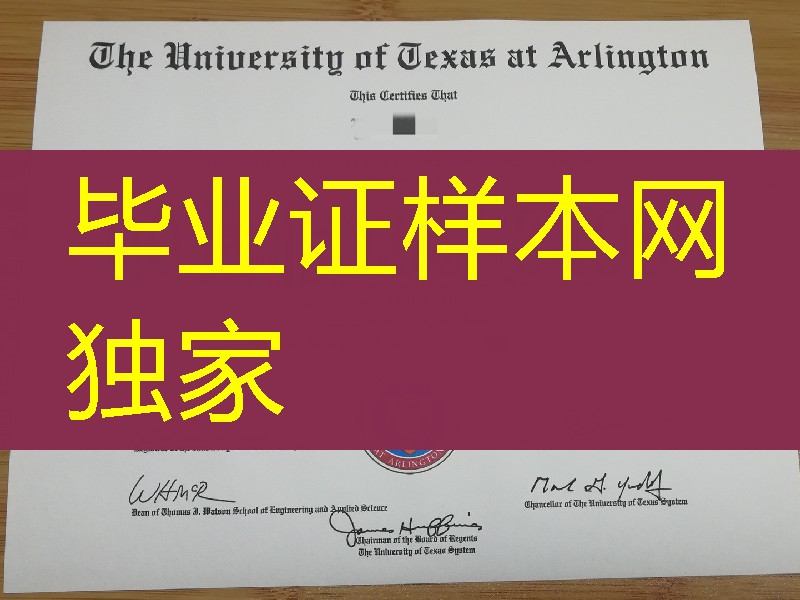 The University of Texas at Arlington
This Certifies That
毕业证样本网
独家
AT ARLINGTON
Dean of Thomas J. Watson School of Engineering and Applied Science
Chancellor of The University of Texas System
Chairman of the Board of Regents
The University of Texas System